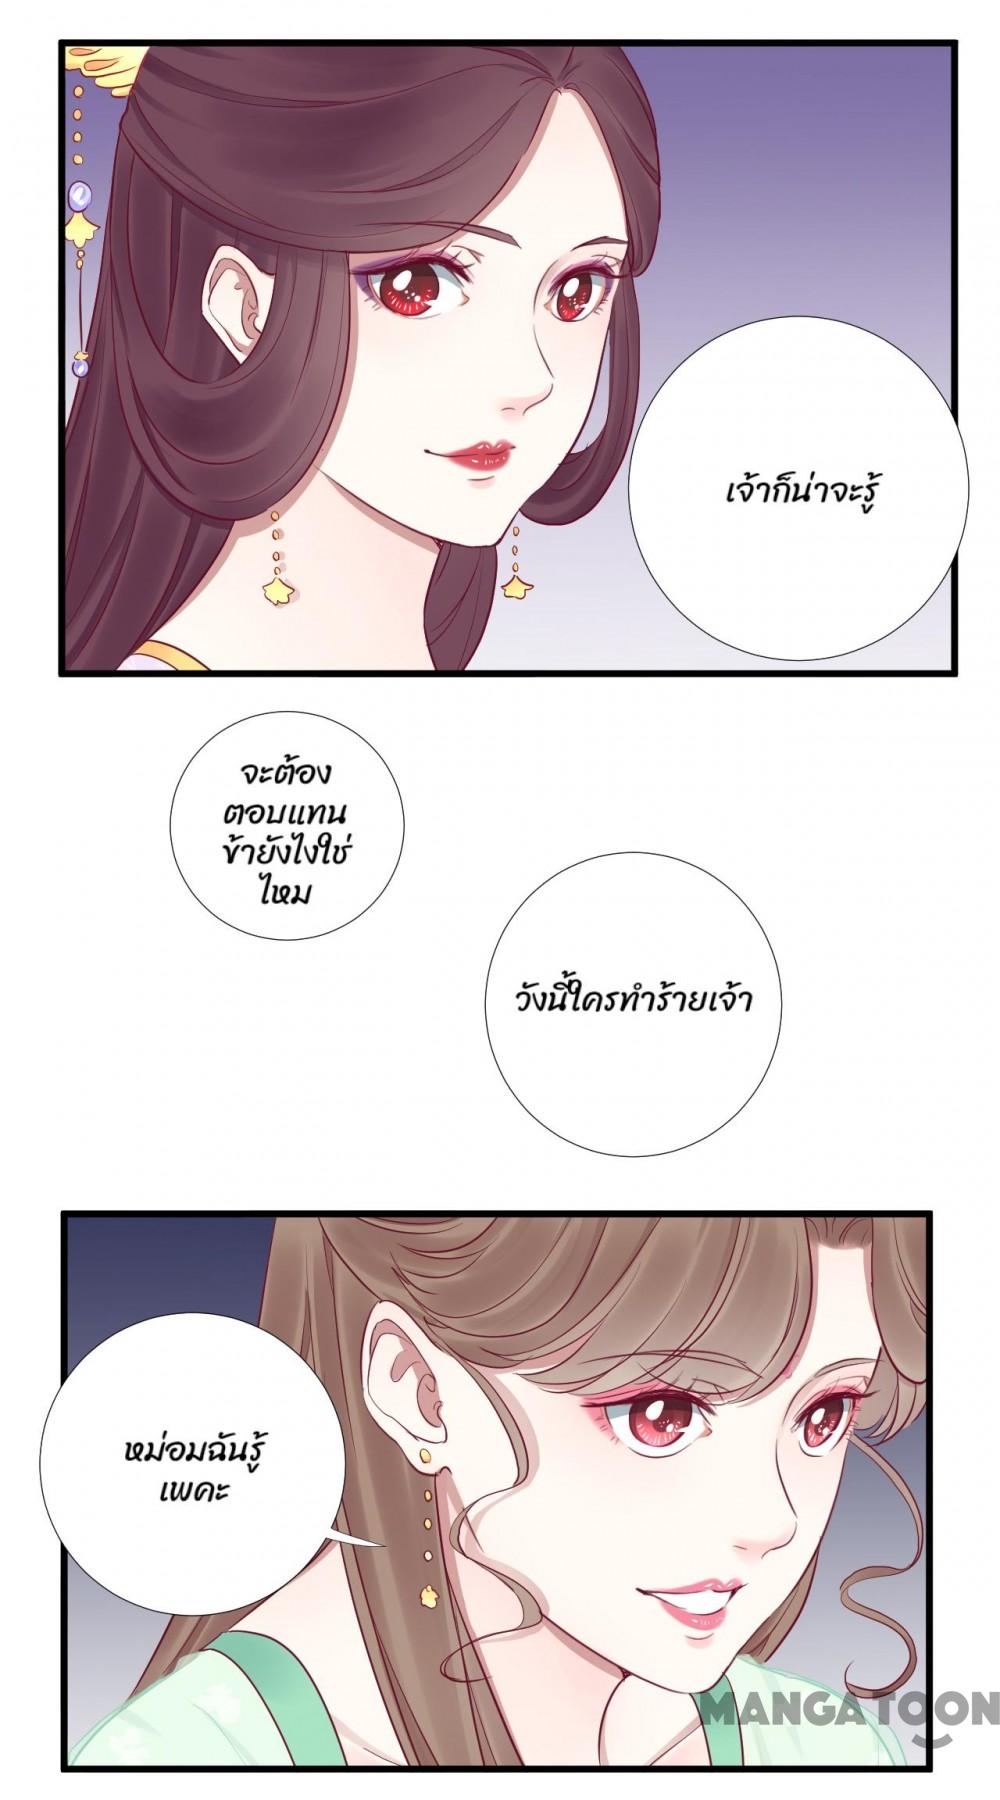 เจ้าก็น่าจะรู้
จะต้อง
ตอบแทน
ข้ายังไงใช่
ไหม
วังนี้ใครทำร้ายเจ้า
หม่อมฉันรู้
เพคะ
MANGATOON